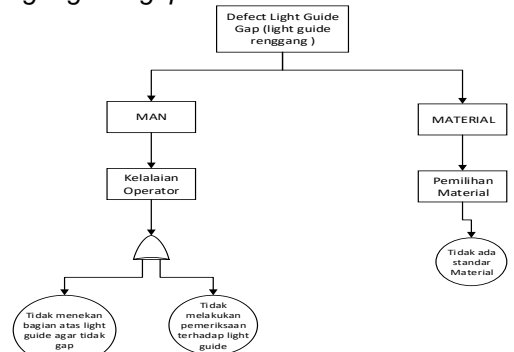 Defect Light Guide
Gap (light guide
renggang )
MAN
MATERIAL
Kelalaian
Operator
Pemilihan
Material
Tidak ada
standar
Material
Tidak menekan
bagian atas light
guide agar tidak
gap
Tidak
melakukan
pemeriksaan
terhadap light
guide